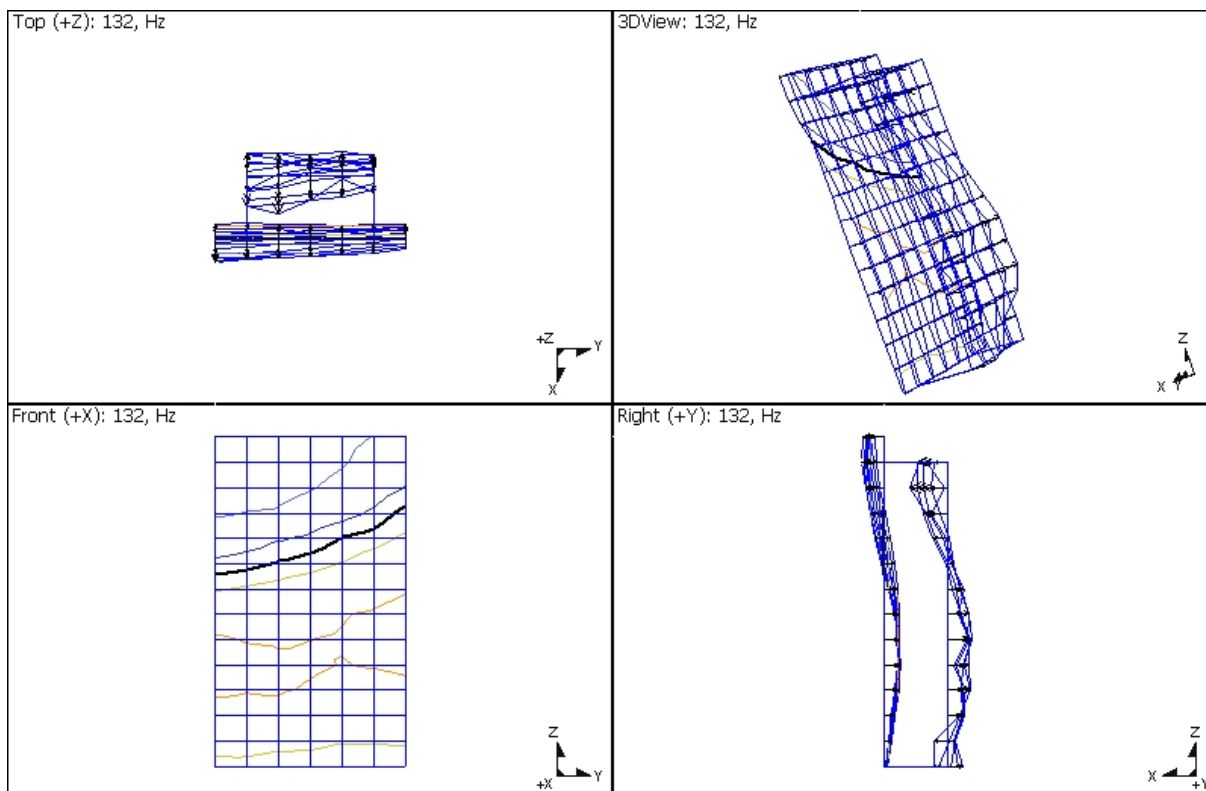 Top (+Z): 132, Hz
+Z
Y
X
3DView: 132, Hz
Z
X
Y
Front (+X): 132, Hz
Z
+X
Y
Right (+Y): 132, Hz
Z
X
+Y